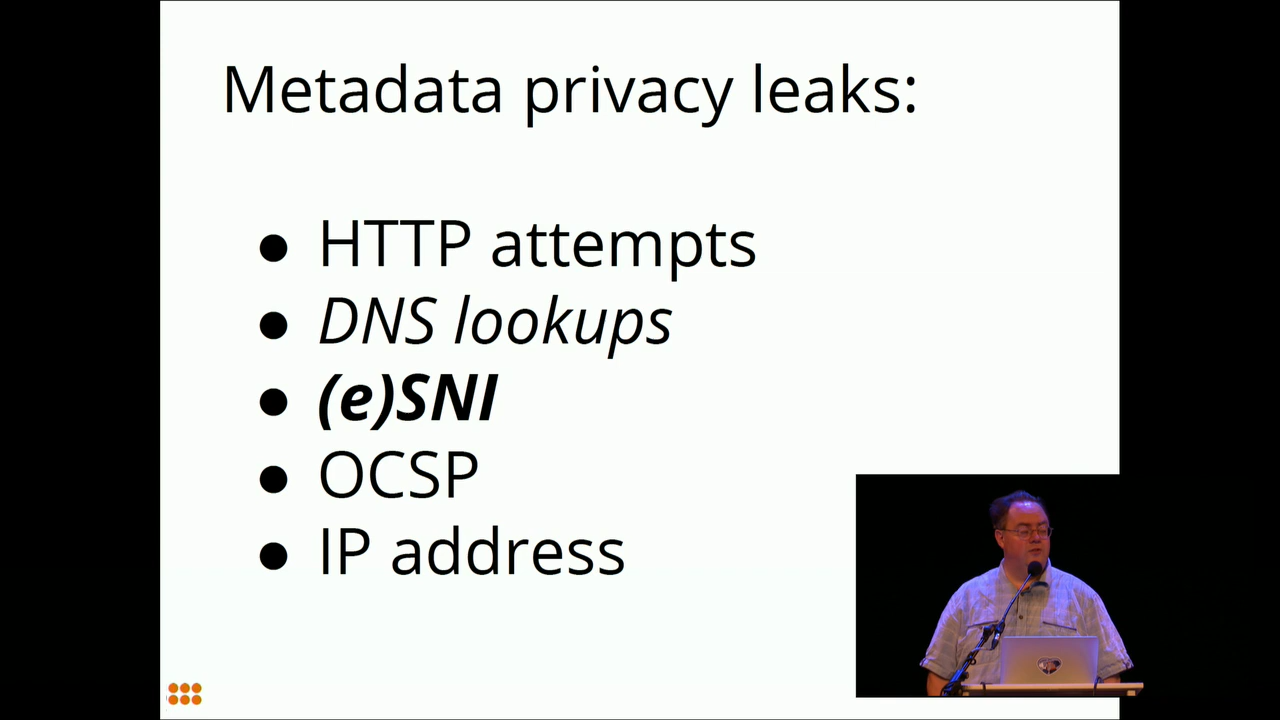 Metadata privacy leaks:
● HTTP attempts
● DNS lookups
● (e)SNI
● OCSP
● IP address